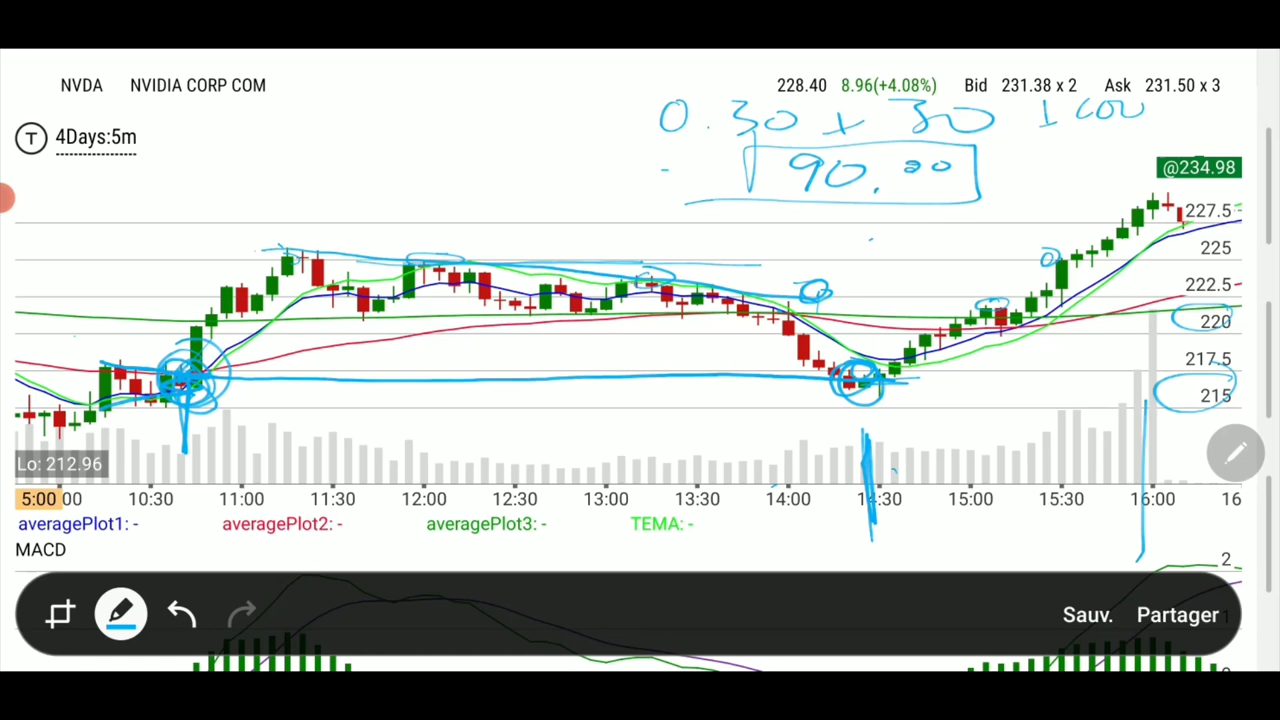 NVDA NVIDIA CORP COM 228.40 8.96(+4.08%) Bid 231.38 x 2 Ask 231.50 x 3
0.30 x 30 1
90.00
T 4Days:5m
@234.98
227.5
225
222.5
220
217.5
215
Lo: 212.96
5:00 00 10:30 11:00 11:30 12:00 12:30 13:00 13:30 14:00 14:30 15:00 15:30 16:00 16
averagePlot1: - averagePlot2: - averagePlot3: - TEMA: -
MACD
2
Sauv. Partager